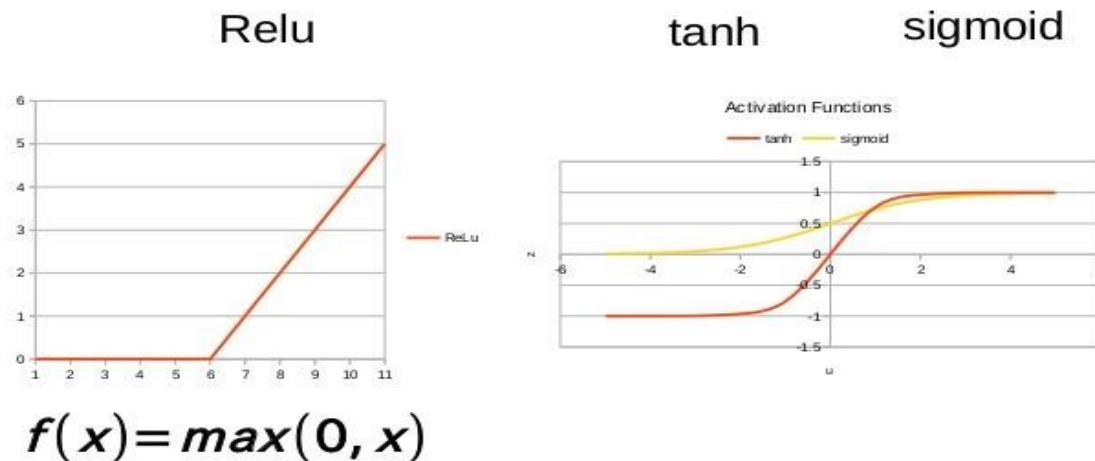 Relu
tanh
sigmoid
6
5
4
3
2
1
0
1 2 3 4 5 6 7 8 9 10 11
ReLu
f(x)=max(0, x)
Activation Functions
tanh sigmoid
1.5
1
0.5
0
-0.5
-1
-1.5
-6 -4 -2 0 2 4
z
u